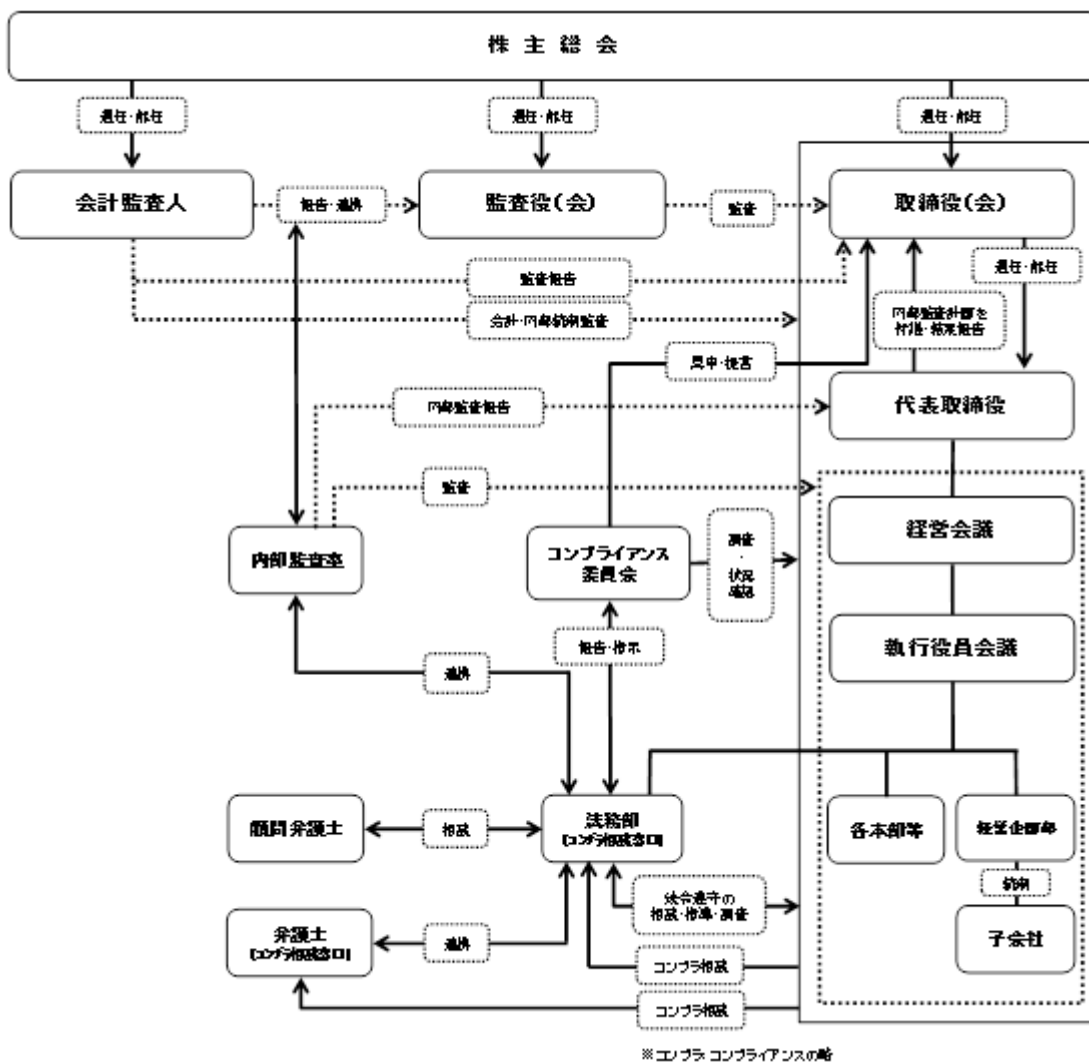 株主総会
選任・解任
選任・解任
選任・解任
会計監査人
報告・連携
監査役(会)
監査
取締役(会)
監査報告
選任・解任
会計・内部統制監査
内部監査計画を
付議・結果報告
具申・提言
内部監査報告
代表取締役
監査
経営会議
内部監査室
コンプライアンス
委員会
調査
・
状況
確認
執行役員会議
報告・指示
連携
顧問弁護士
相談
法務部
[コンプラ相談窓口]
各本部等
経営企画部
統制
法令遵守の
相談・指導・調査
弁護士
[コンプラ相談窓口]
連携
子会社
コンプラ相談
コンプラ相談
※コンプラ:コンプライアンスの略